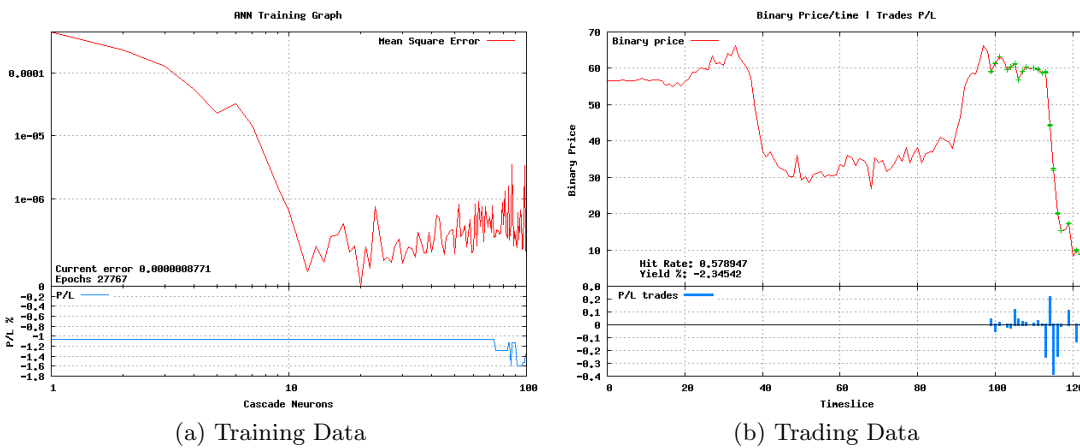 ANN Training Graph
Mean Square Error
0.0001
1e-05
1e-06
0
Current error 0.0000008771
Epochs 27767
P/L
-0.2
-0.4
-0.6
-0.8
-1
-1.2
-1.4
-1.6
-1.8
P/L %
1 10 100
Cascade Neurons
(a) Training Data
Binary Price/time | Trades P/L
Binary price
70
60
50
40
30
20
10
0
Binary Price
Hit Rate: 0.578947
Yield %: -2.34542
P/L trades
0.2
0.1
0
-0.1
-0.2
-0.3
-0.4
0 20 40 60 80 100 120
Timeslice
(b) Trading Data